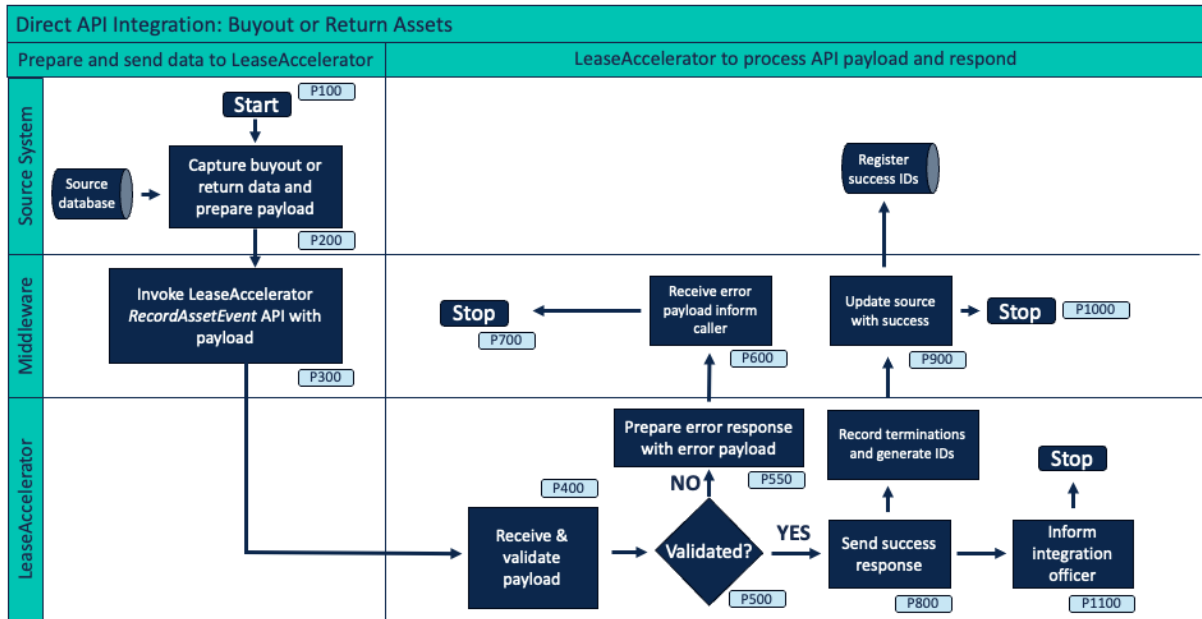 Direct API Integration: Buyout or Return Assets
Prepare and send data to LeaseAccelerator
LeaseAccelerator to process API payload and respond
Source System
Start
P100
Source
database
Capture buyout or
return data and
prepare payload
P200
Register
success IDs
Middleware
Invoke LeaseAccelerator
RecordAssetEvent API with
payload
P300
Stop
P700
Receive error
payload inform
caller
P600
Update source
with success
P900
Stop
P1000
LeaseAccelerator
Prepare error response
with error payload
P550
Record terminations
and generate IDs
Stop
P400
Receive &
validate
payload
NO
Validated?
P500
YES
Send success
response
P800
Inform
integration
officer
P1100